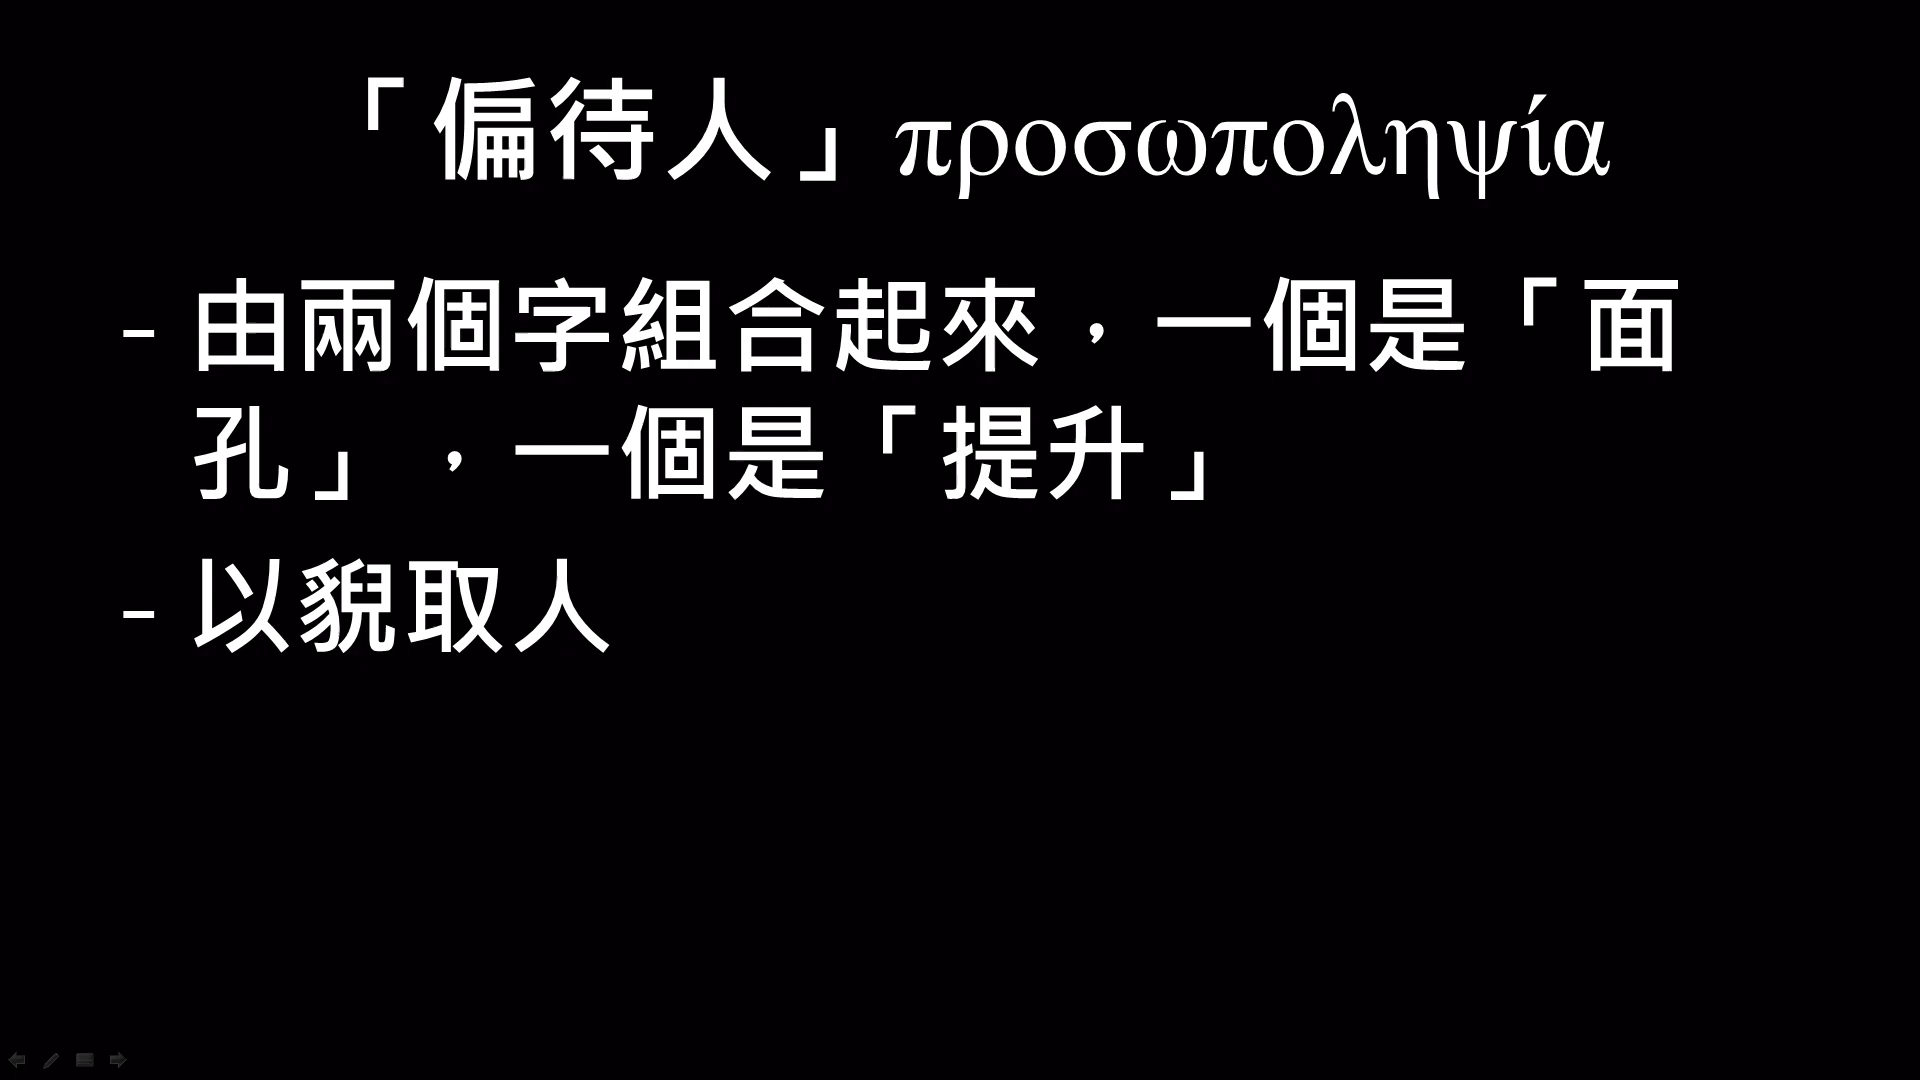 「偏待人」προσωποληψία
- 由兩個字組合起來，一個是「面
孔」，一個是「提升」
- 以貌取人